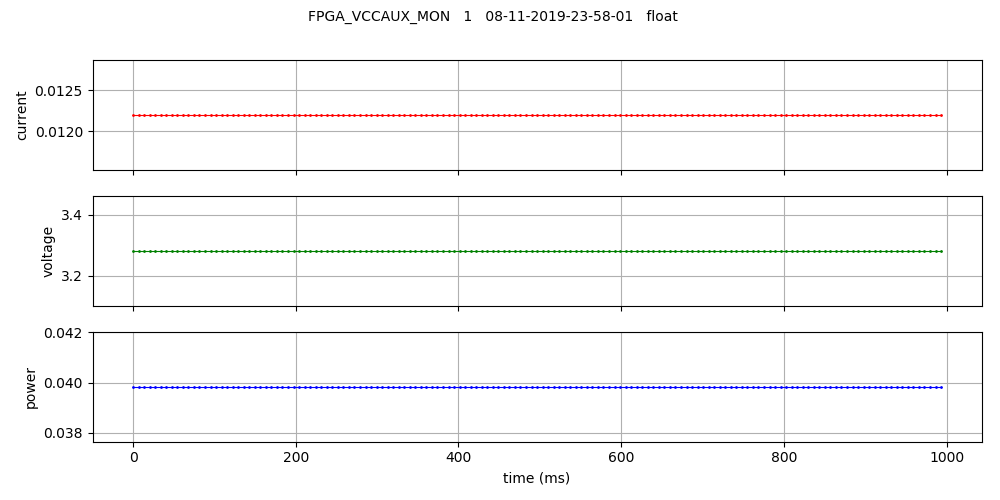 FPGA_VCCAUX_MON 1 08-11-2019-23-58-01 float
0.0125
0.0120
current
3.4
3.2
voltage
0.042
0.040
0.038
power
0 200 400 600 800 1000
time (ms)